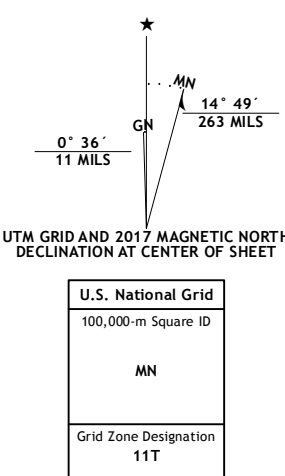 ★
MN
GN
14° 49´
263 MILS
0° 36´
11 MILS
UTM GRID AND 2017 MAGNETIC NORTH
DECLINATION AT CENTER OF SHEET
U.S. National Grid
100,000-m Square ID
MN
Grid Zone Designation
11T